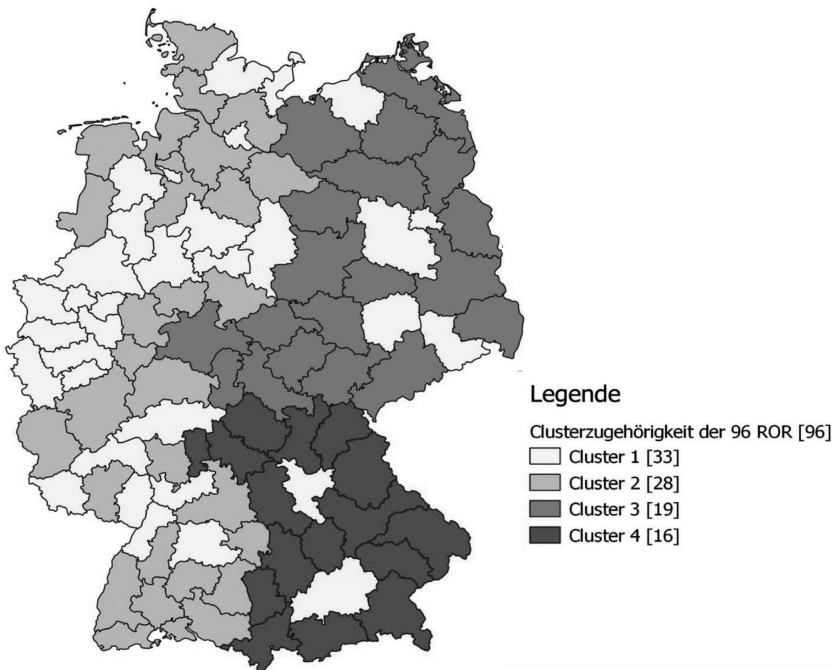 Legende
Clusterzugehörigkeit der 96 ROR [96]
Cluster 1 [33]
Cluster 2 [28]
Cluster 3 [19]
Cluster 4 [16]